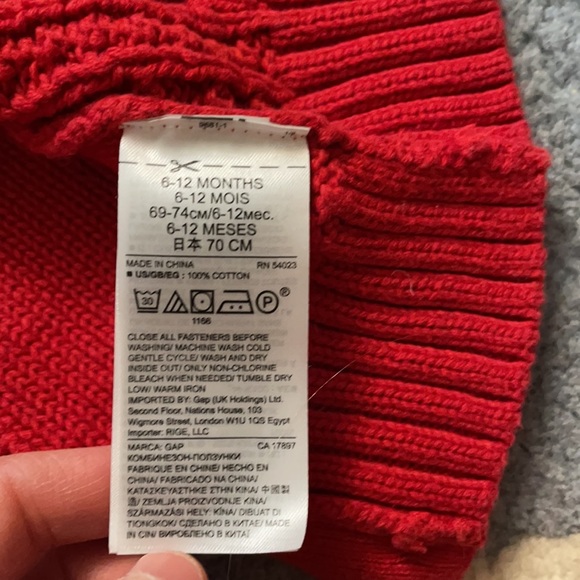 6-12 MONTHS
6-12 MOIS
69-74см/6-12мес.
6-12 MESES
日本 70 CM
MADE IN CHINA RN 54023
■ US/GB/EG : 100% COTTON
30 P ®
1156
CLOSE ALL FASTENERS BEFORE
WASHING/ MACHINE WASH COLD
GENTLE CYCLE/ WASH AND DRY
INSIDE OUT/ ONLY NON-CHLORINE
BLEACH WHEN NEEDED/ TUMBLE DRY
LOW/ WARM IRON
IMPORTED BY: Gap (UK Holdings) Ltd.
Second Floor, Nations House, 103
Wigmore Street, London W1U 1QS Egypt
Importer: RIGE, LLC
MARCA: GAP CA 17897
КОМБИНЕЗОН-ПОЛЗУНКИ
FABRIQUE EN CHINE/ HECHO EN
CHINA/ FABRICADO NA CHINA/
ΚΑΤΑΣΚΕΥΑΣΤΗΚΕ ΣΤΗΝ ΚΙΝΑ/ 中國製
造/ ZEMLJA PROIZVODNJE KINA/
SZÁRMAZÁSI HELY: KÍNA/ DIBUAT DI
TIONGKOK/ СДЕЛАНО В КИТАЕ/ MADE
IN CHN/ ВИРОБЛЕНО В КИТАЇ